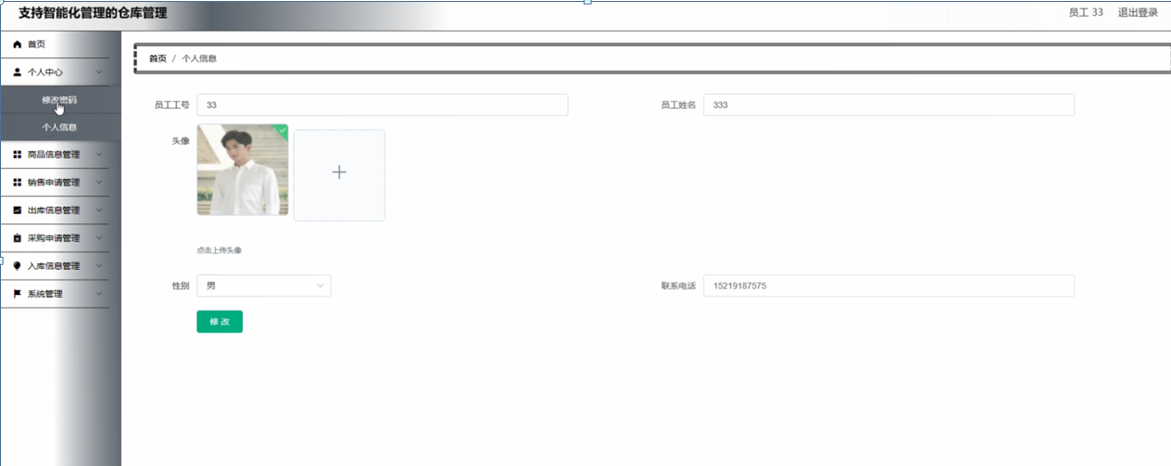 支持智能化管理的仓库管理
员工 33 退出登录
首页
个人中心
修改密码
个人信息
商品信息管理
销售申请管理
出库信息管理
采购申请管理
入库信息管理
系统管理
首页 / 个人信息
员工工号 33
员工姓名 333
头像
点击上传头像
性别 男
联系电话 15219187575
修改